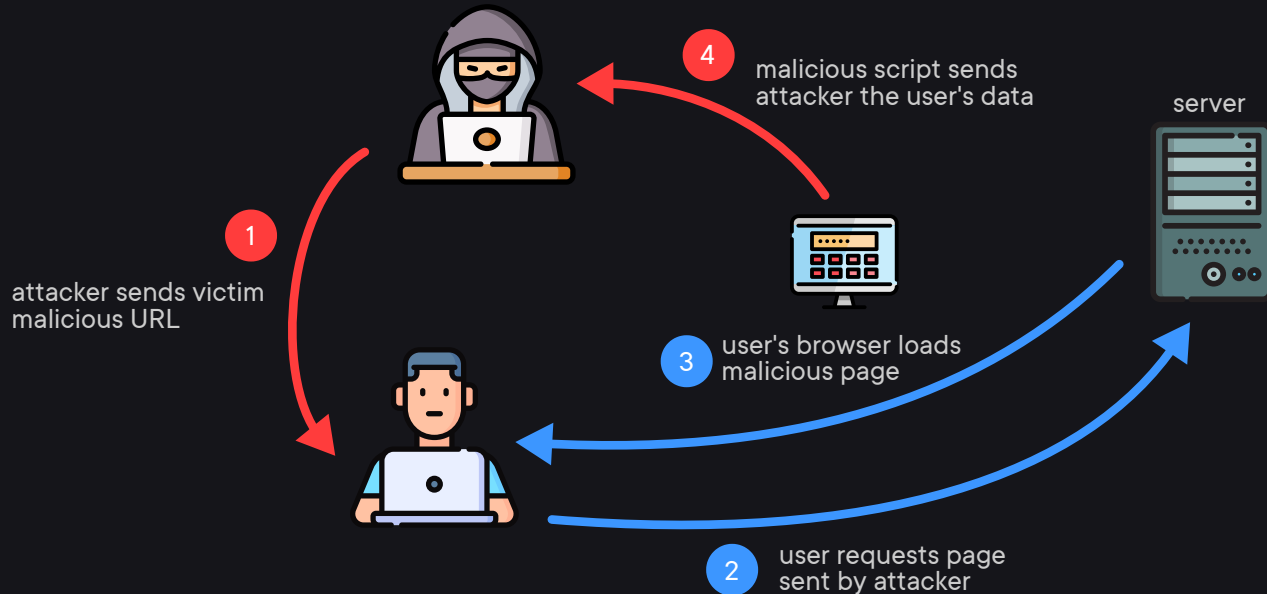 4
malicious script sends
attacker the user's data
server
1
attacker sends victim
malicious URL
3
user's browser loads
malicious page
2
user requests page
sent by attacker